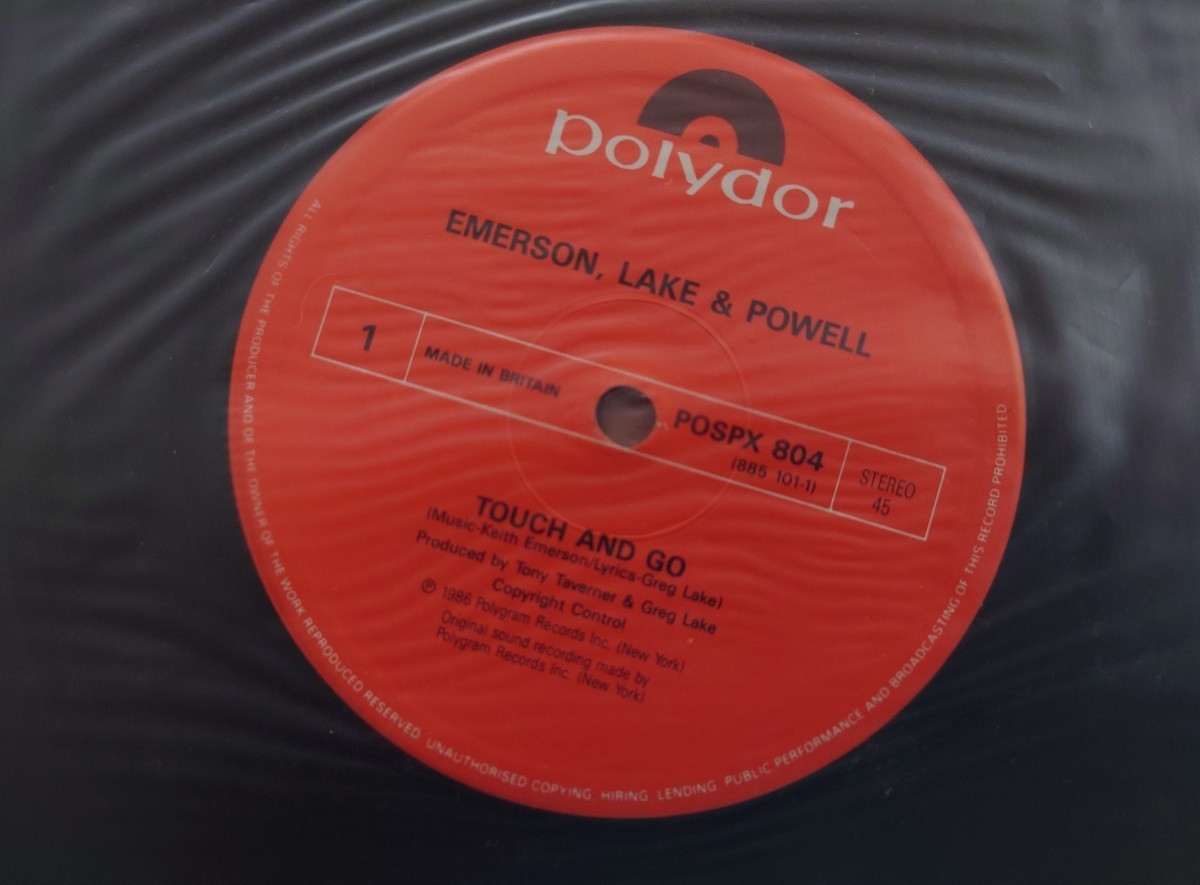 polydor
EMERSON, LAKE & POWELL
1
MADE IN BRITAIN
POSPX 804
(885 101-1)
STEREO
45
TOUCH AND GO
(Music-Keith Emerson/Lyrics-Greg Lake)
Produced by Tony Taverner & Greg Lake
Copyright Control
℗ 1986 Polygram Records Inc. (New York)
Original sound recording made by
Polygram Records Inc. (New York)
ALL RIGHTS OF THE PRODUCER AND OF THE OWNER OF THE WORK REPRODUCED RESERVED UNAUTHORISED COPYING HIRING LENDING PUBLIC PERFORMANCE AND BROADCASTING OF THIS RECORD PROHIBITED